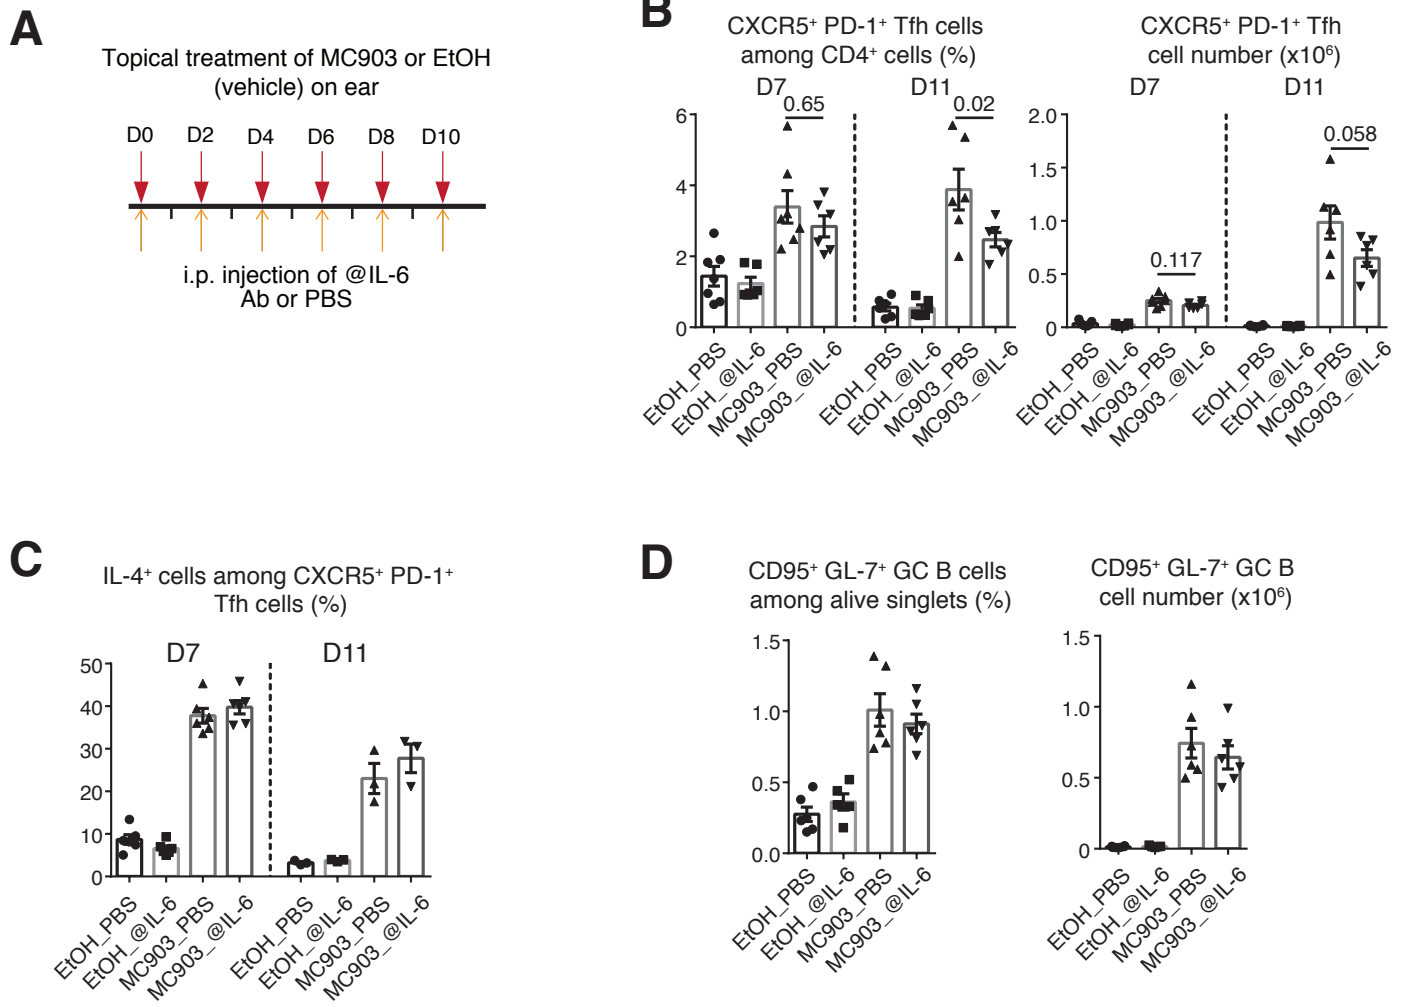 A
Topical treatment of MC903 or EtOH
(vehicle) on ear
D0 D2 D4 D6 D8 D10
i.p. injection of @IL-6
Ab or PBS
B
CXCR5⁺ PD-1⁺ Tfh cells
among CD4⁺ cells (%)
D7 D11
0.65 0.02
6
4
2
0
EtOH_PBS
EtOH_@IL-6
MC903_PBS
MC903_@IL-6
EtOH_PBS
EtOH_@IL-6
MC903_PBS
MC903_@IL-6
CXCR5⁺ PD-1⁺ Tfh
cell number (x10⁶)
D7 D11
2.0
1.5
1.0
0.5
0
0.117
0.058
EtOH_PBS
EtOH_@IL-6
MC903_PBS
MC903_@IL-6
EtOH_PBS
EtOH_@IL-6
MC903_PBS
MC903_@IL-6
C
IL-4⁺ cells among CXCR5⁺ PD-1⁺
Tfh cells (%)
D7 D11
50
40
30
20
10
0
EtOH_PBS
EtOH_@IL-6
MC903_PBS
MC903_@IL-6
EtOH_PBS
EtOH_@IL-6
MC903_PBS
MC903_@IL-6
D
CD95⁺ GL-7⁺ GC B cells
among alive singlets (%)
1.5
1.0
0.5
0.0
EtOH_PBS
EtOH_@IL-6
MC903_PBS
MC903_@IL-6
CD95⁺ GL-7⁺ GC B
cell number (x10⁶)
1.5
1.0
0.5
0
EtOH_PBS
EtOH_@IL-6
MC903_PBS
MC903_@IL-6